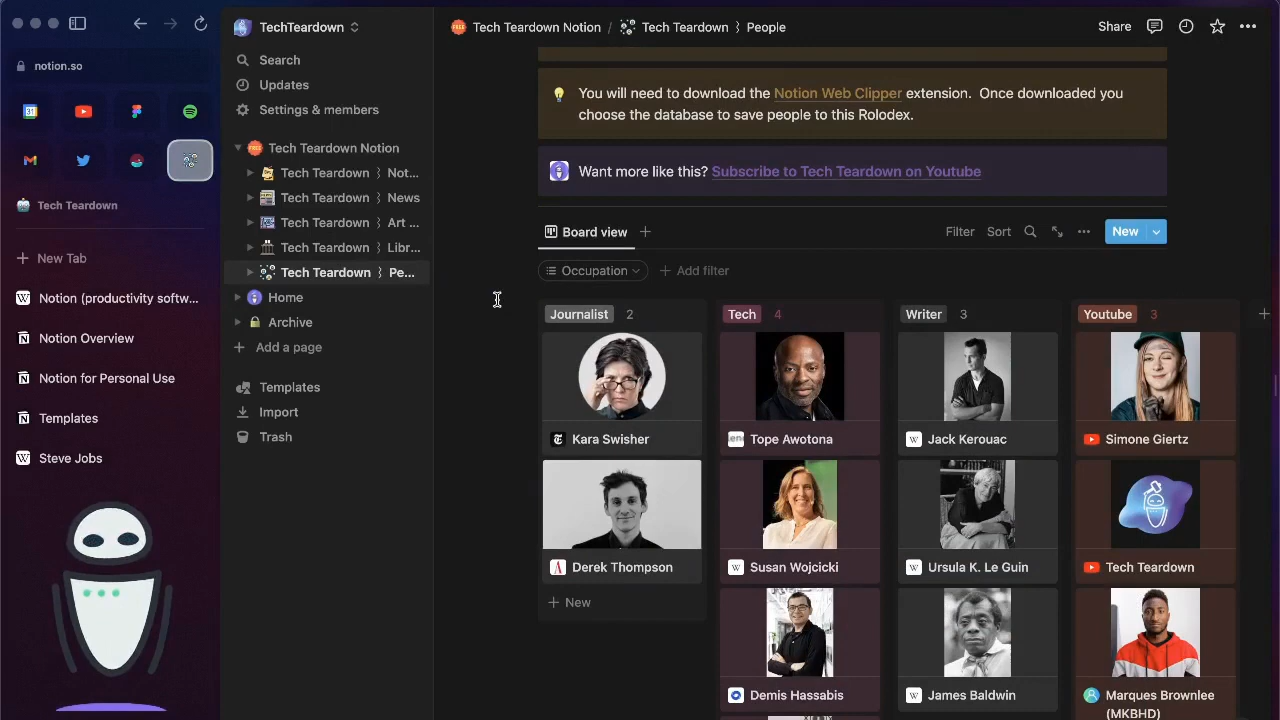 TechTeardown
Tech Teardown Notion / Tech Teardown ⦚ People
Share
notion.so
31
Tech Teardown
New Tab
Notion (productivity softw...
Notion Overview
Notion for Personal Use
Templates
Steve Jobs
Search
Updates
Settings & members
FREE Tech Teardown Notion
Tech Teardown ⦚ Not...
Tech Teardown ⦚ News
Tech Teardown ⦚ Art ...
Tech Teardown ⦚ Libr...
Tech Teardown ⦚ Pe...
Home
Archive
Add a page
Templates
Import
Trash
You will need to download the Notion Web Clipper extension. Once downloaded you
choose the database to save people to this Rolodex.
Want more like this? Subscribe to Tech Teardown on Youtube
Board view
Filter
Sort
New
Occupation
Add filter
Journalist 2
Kara Swisher
Derek Thompson
New
Tech 4
Tope Awotona
Susan Wojcicki
Demis Hassabis
Writer 3
Jack Kerouac
Ursula K. Le Guin
James Baldwin
Youtube 3
Simone Giertz
Tech Teardown
Marques Brownlee
(MKBHD)